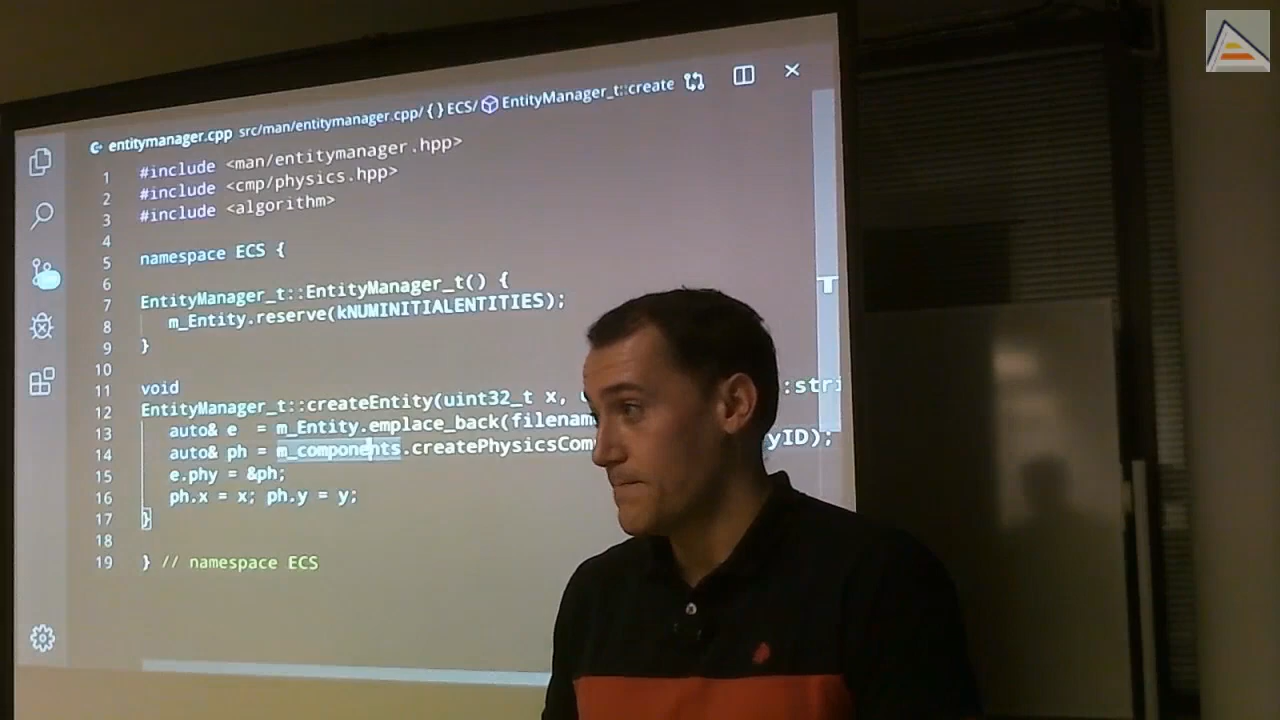 entitymanager.cpp src/man/entitymanager.cpp/ {} ECS/ EntityManager_t::create
1 #include <man/entitymanager.hpp>
2 #include <cmp/physics.hpp>
3 #include <algorithm>
4
5 namespace ECS {
6
7 EntityManager_t::EntityManager_t() {
8 m_Entity.reserve(kNUMINITIALENTITIES);
9 }
10
11 void
12 EntityManager_t::createEntity(uint32_t x, :stri
13 auto& e = m_Entity.emplace_back(filenam
14 auto& ph = m_components.createPhysicsCom yID);
15 e.phy = &ph;
16 ph.x = x; ph.y = y;
17 }
18
19 } // namespace ECS